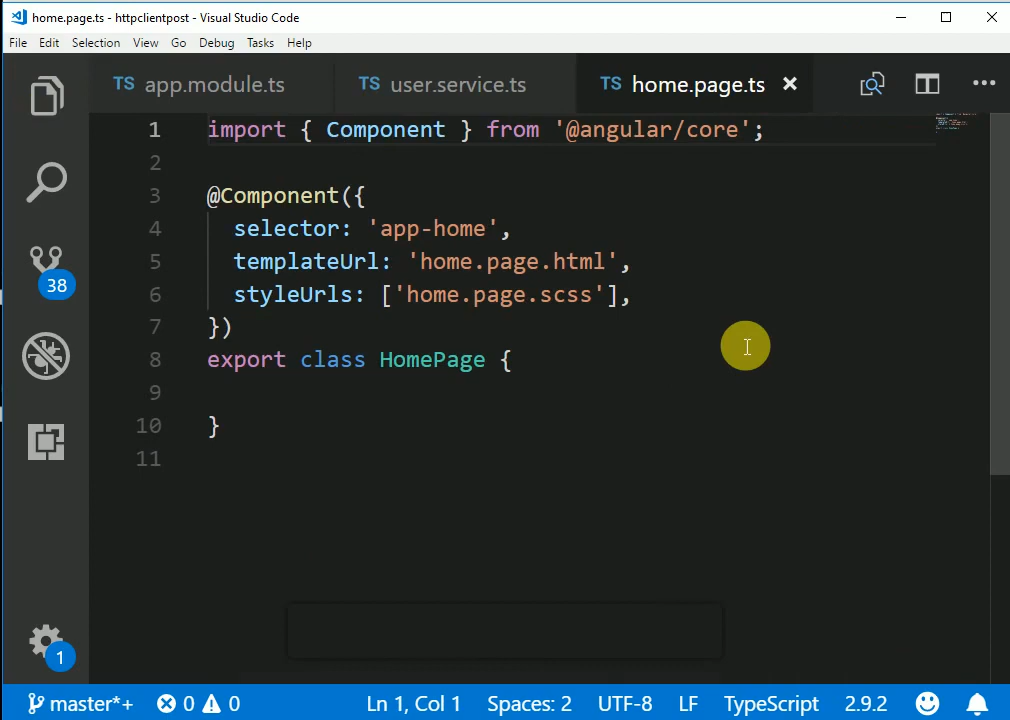 home.page.ts - httpclientpost - Visual Studio Code
File Edit Selection View Go Debug Tasks Help
TS app.module.ts TS user.service.ts TS home.page.ts
1 import { Component } from '@angular/core';
2
3 @Component({
4 selector: 'app-home',
5 templateUrl: 'home.page.html',
6 styleUrls: ['home.page.scss'],
7 })
8 export class HomePage {
9
10 }
11
38
1
master*+ 0 0 Ln 1, Col 1 Spaces: 2 UTF-8 LF TypeScript 2.9.2